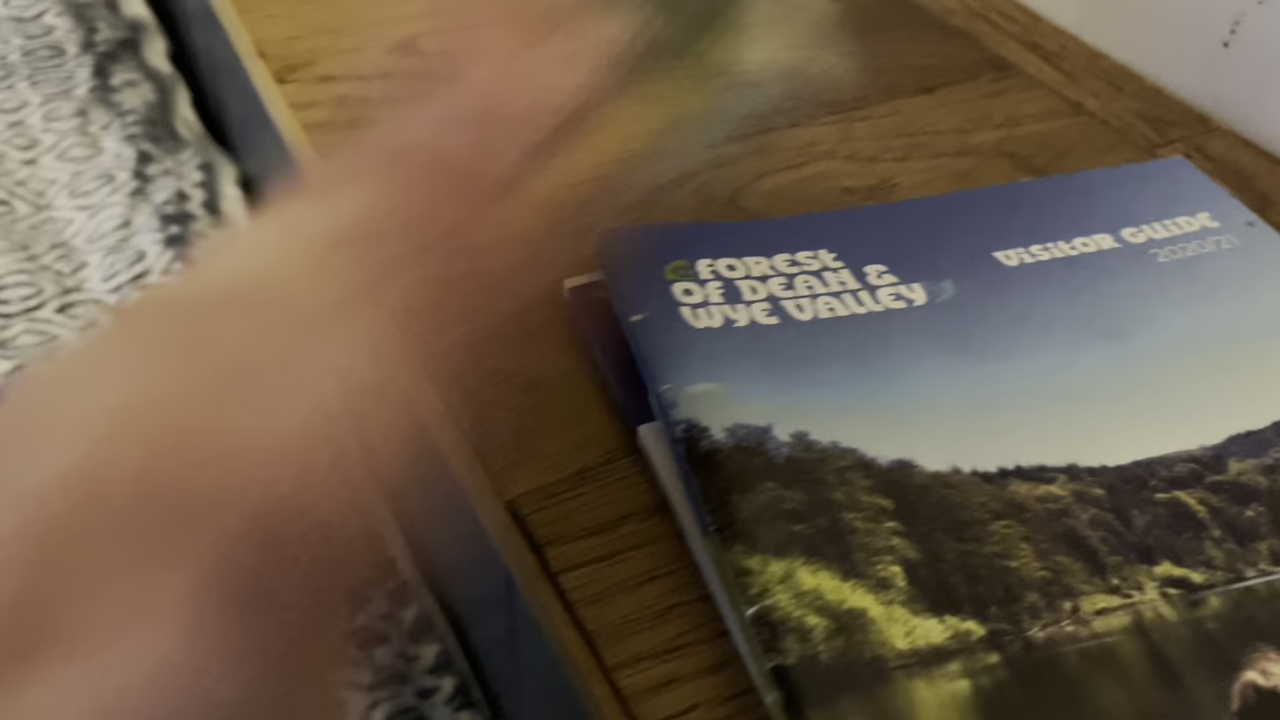 FOREST
OF DEAN &
WYE VALLEY
VISITOR GUIDE
2020/21